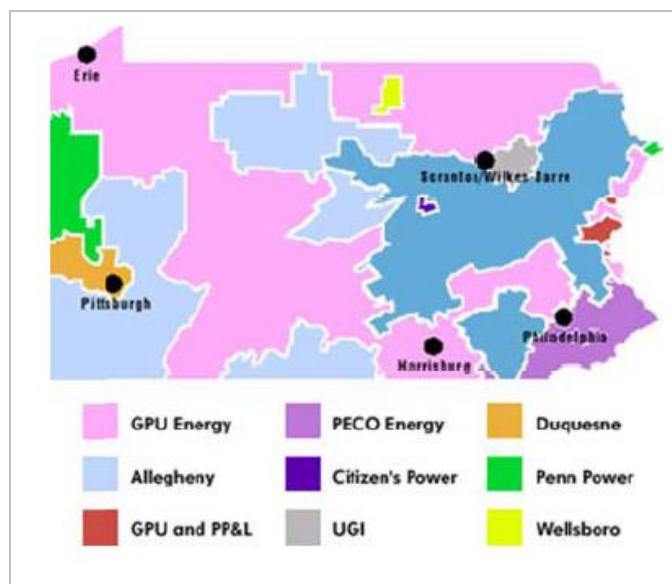 Erie
Scranton/Wilkes Barre
Pittsburgh
Philadelphia
Harrisburg
GPU Energy
PECO Energy
Duquesne
Allegheny
Citizen's Power
Penn Power
GPU and PP&L
UGI
Wellsboro